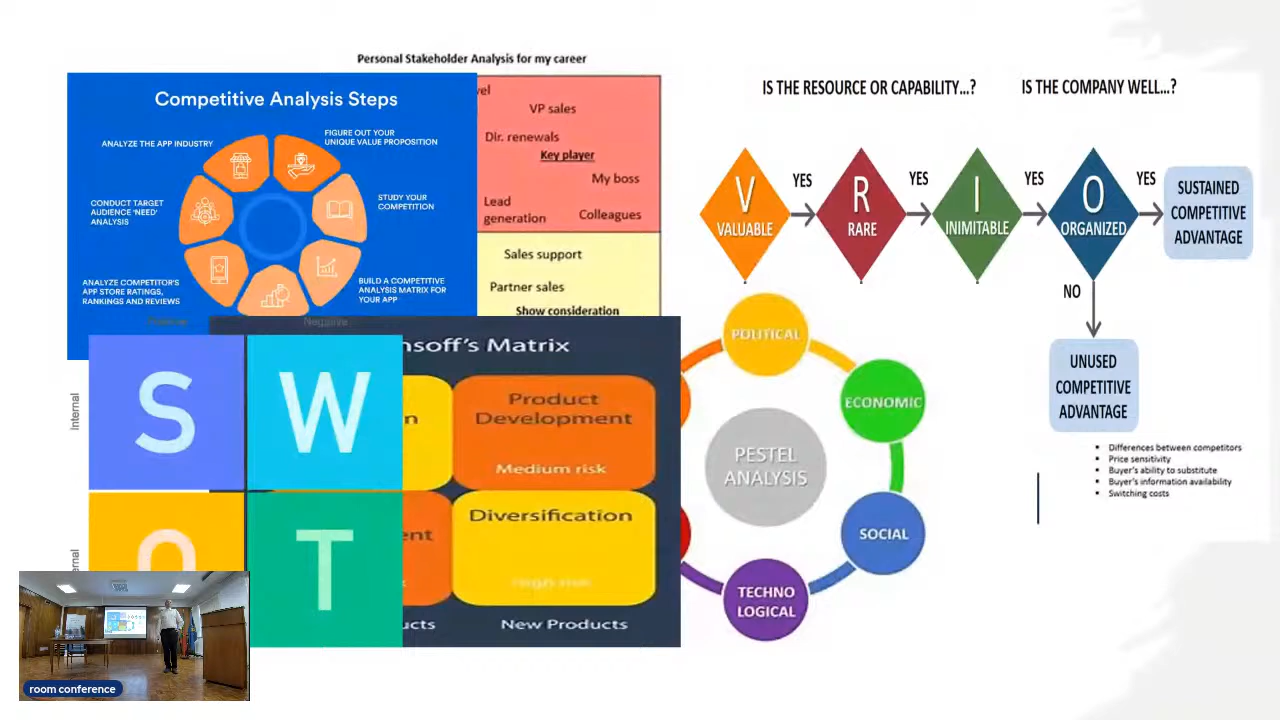 Personal Stakeholder Analysis for my career
Competitive Analysis Steps
ANALYZE THE APP INDUSTRY
FIGURE OUT YOUR
UNIQUE VALUE PROPOSITION
CONDUCT TARGET
AUDIENCE 'NEED'
ANALYSIS
STUDY YOUR
COMPETITION
ANALYZE COMPETITOR'S
APP STORE RATINGS,
RANKINGS AND REVIEWS
BUILD A COMPETITIVE
ANALYSIS MATRIX FOR
YOUR APP
vel
VP sales
Dir. renewals
Key player
My boss
Lead
generation
Colleagues
Sales support
Partner sales
Show consideration
IS THE RESOURCE OR CAPABILITY...?
IS THE COMPANY WELL...?
V
VALUABLE
YES
R
RARE
YES
I
INIMITABLE
YES
O
ORGANIZED
YES
SUSTAINED
COMPETITIVE
ADVANTAGE
NO
UNUSED
COMPETITIVE
ADVANTAGE
Differences between competitors
Price sensitivity
Buyer's ability to substitute
Buyer's information availability
Switching costs
Negative
Internal
ernal
S
W
O
T
nsoff's Matrix
n
Product
Development
Medium risk
ent
Diversification
ucts
New Products
POLITICAL
ECONOMIC
PESTEL
ANALYSIS
SOCIAL
TECHNO
LOGICAL
room conference